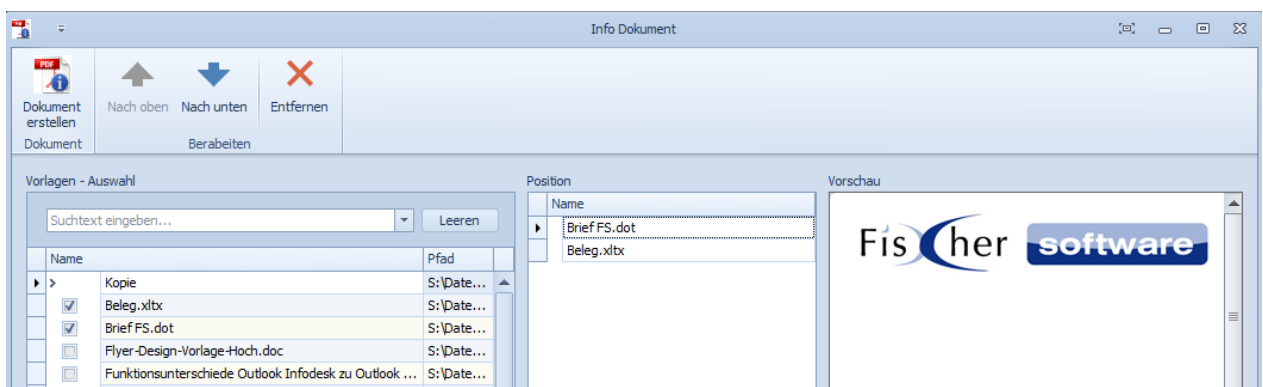 Info Dokument
PDF
Dokument erstellen
Nach oben
Nach unten
Entfernen
Dokument
Berabeiten
Vorlagen - Auswahl
Position
Vorschau
Suchtext eingeben...
Leeren
Name
Pfad
Kopie
S:\Date...
Beleg.xltx
S:\Date...
Brief FS.dot
S:\Date...
Flyer-Design-Vorlage-Hoch.doc
S:\Date...
Funktionsunterschiede Outlook Infodesk zu Outlook ...
S:\Date...
Name
Brief FS.dot
Beleg.xltx
Fischer software